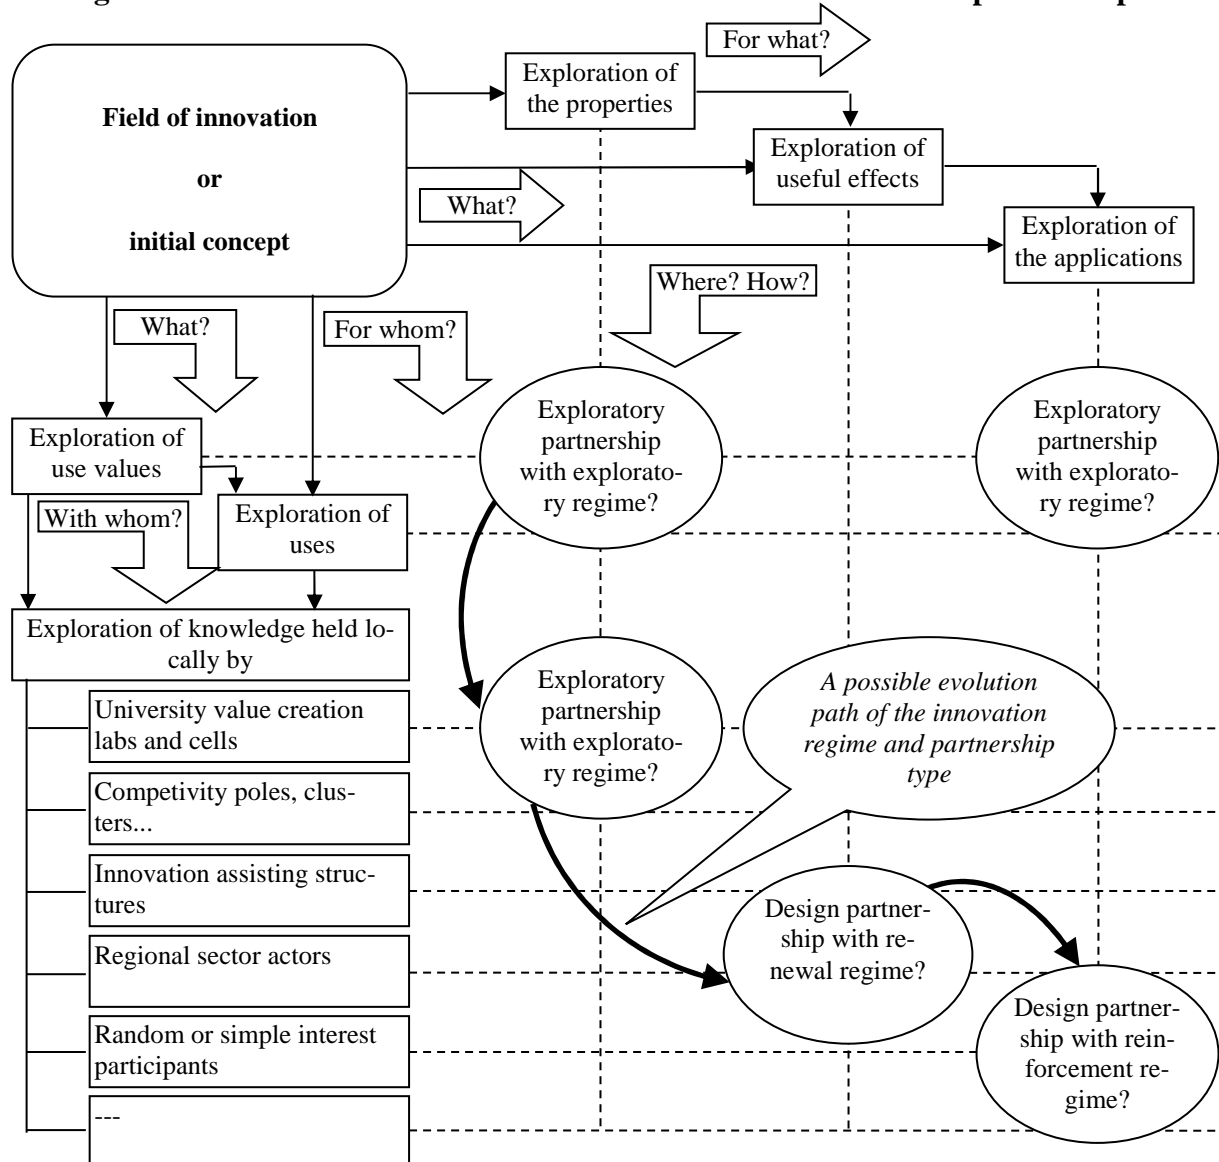 For what?
Exploration of
the properties
Field of innovation
or
initial concept
Exploration of
useful effects
What?
Exploration of
the applications
Where? How?
What?
For whom?
Exploratory
partnership
with explorato-
ry regime?
Exploratory
partnership
with explorato-
ry regime?
Exploration of
use values
With whom?
Exploration of
uses
Exploration of knowledge held lo-
cally by
University value creation
labs and cells
Exploratory
partnership
with explorato-
ry regime?
A possible evolution
path of the innovation
regime and partnership
type
Competivity poles, clus-
ters...
Innovation assisting struc-
tures
Design partner-
ship with re-
newal regime?
Regional sector actors
Design partner-
ship with rein-
forcement re-
gime?
Random or simple interest
participants
---